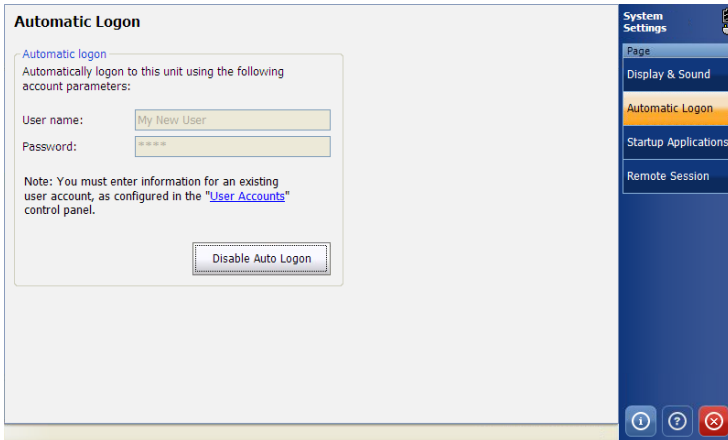 Automatic Logon
Automatic logon
Automatically logon to this unit using the following
account parameters:
User name:
My New User
Password:
****
Note: You must enter information for an existing
user account, as configured in the "User Accounts"
control panel.
Disable Auto Logon
System
Settings
Page
Display & Sound
Automatic Logon
Startup Applications
Remote Session